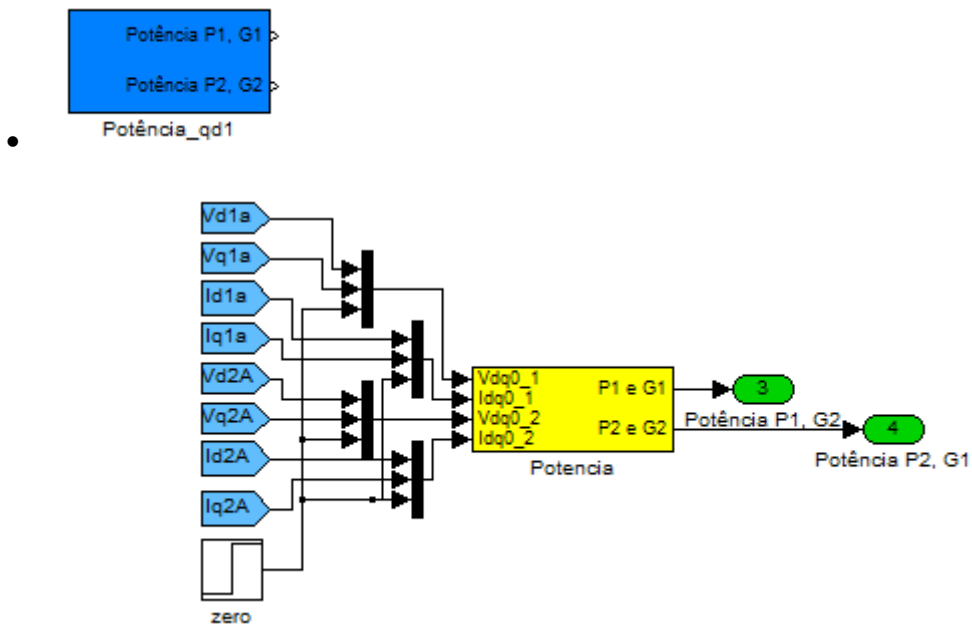 Potência P1, G1
Potência P2, G2
Potência_qd1
Vd1a
Vq1a
Id1a
Iq1a
Vd2A
Vq2A
Id2A
Iq2A
zero
Vdq0_1
Idq0_1
Vdq0_2
Idq0_2
P1 e G1
P2 e G2
Potencia
3
Potência P1, G2
4
Potência P2, G1